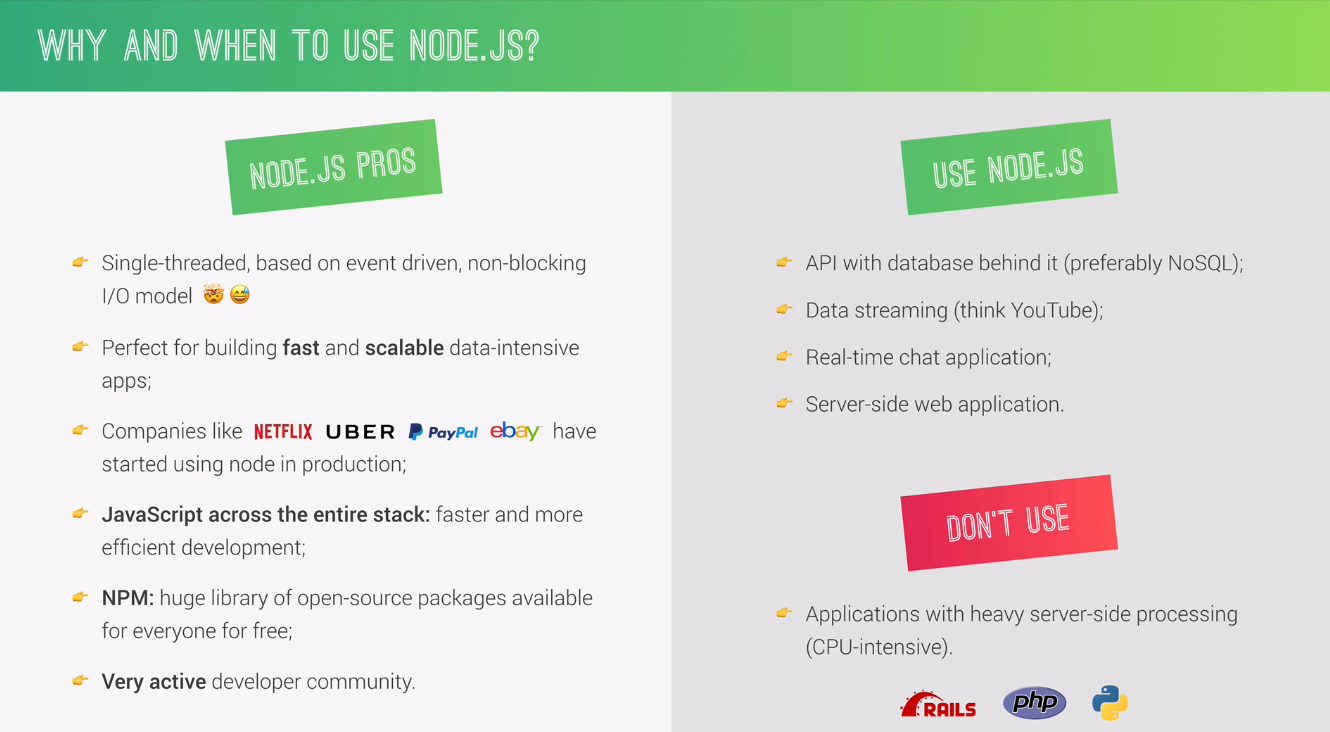 WHY AND WHEN TO USE NODE.JS?
NODE.JS PROS
Single-threaded, based on event driven, non-blocking
I/O model
Perfect for building fast and scalable data-intensive
apps;
Companies like NETFLIX UBER PayPal ebay have
started using node in production;
JavaScript across the entire stack: faster and more
efficient development;
NPM: huge library of open-source packages available
for everyone for free;
Very active developer community.
USE NODE.JS
API with database behind it (preferably NoSQL);
Data streaming (think YouTube);
Real-time chat application;
Server-side web application.
DON'T USE
Applications with heavy server-side processing
(CPU-intensive).
RAILS php